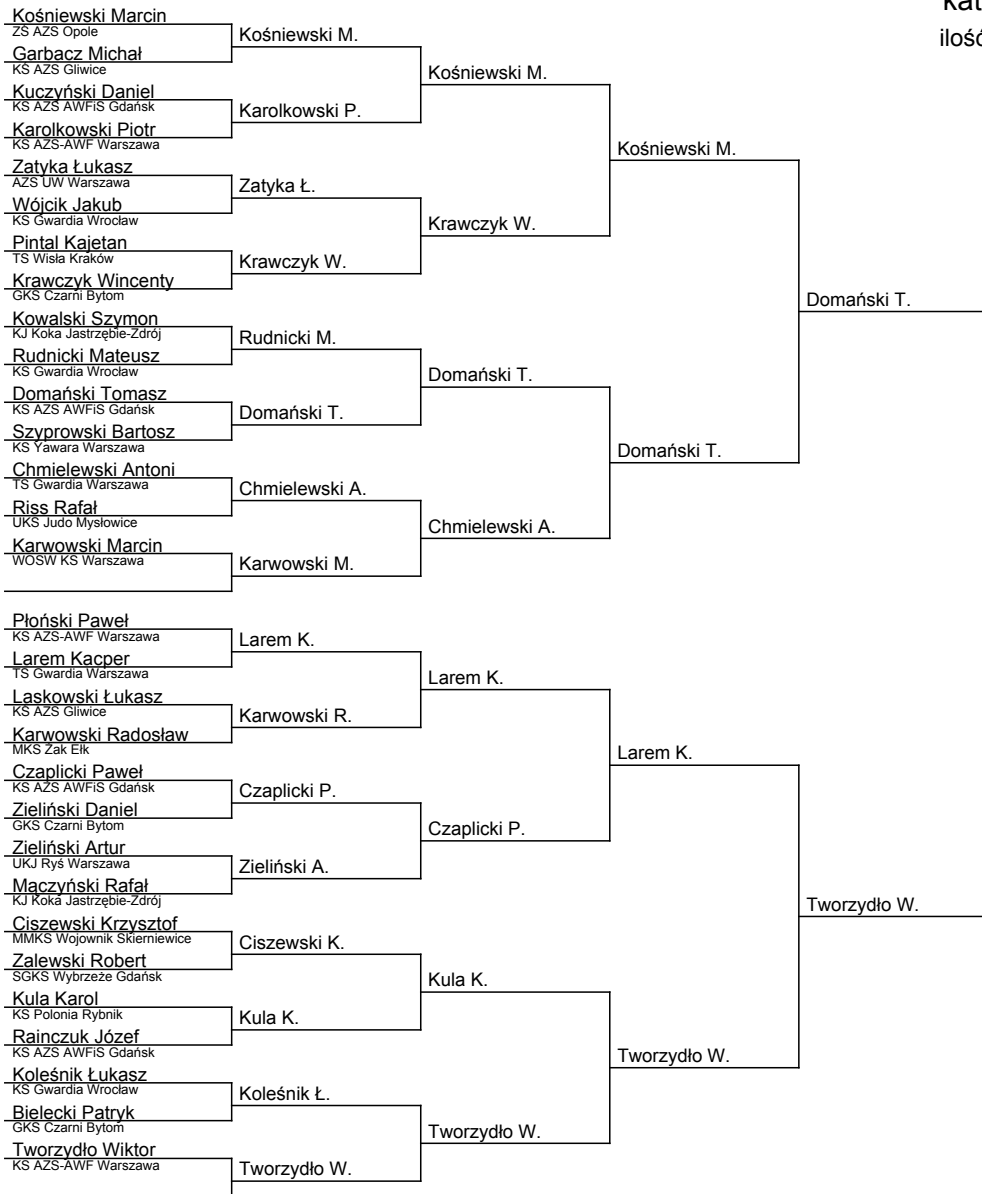 kat
ilość
Kośniewski Marcin
ZS AZS Opole
Garbacz Michał
KS AZS Gliwice
Kuczyński Daniel
KS AZS AWFiS Gdańsk
Karolkowski Piotr
KS AZS-AWF Warszawa
Zatyka Łukasz
AZS UW Warszawa
Wójcik Jakub
KS Gwardia Wrocław
Pintal Kajetan
TS Wisła Kraków
Krawczyk Wincenty
GKS Czarni Bytom
Kowalski Szymon
KJ Koka Jastrzębie-Zdrój
Rudnicki Mateusz
KS Gwardia Wrocław
Domański Tomasz
KS AZS AWFiS Gdańsk
Szyprowski Bartosz
KS Yawara Warszawa
Chmielewski Antoni
TS Gwardia Warszawa
Riss Rafał
UKS Judo Mysłowice
Karwowski Marcin
WOSW KS Warszawa
Płoński Paweł
KS AZS-AWF Warszawa
Larem Kacper
TS Gwardia Warszawa
Laskowski Łukasz
KS AZS Gliwice
Karwowski Radosław
MKS Żak Ełk
Czaplicki Paweł
KS AZS AWFiS Gdańsk
Zieliński Daniel
GKS Czarni Bytom
Zieliński Artur
UKJ Ryś Warszawa
Mączyński Rafał
KJ Koka Jastrzębie-Zdrój
Ciszewski Krzysztof
MMKS Wojownik Skierniewice
Zalewski Robert
SGKS Wybrzeże Gdańsk
Kula Karol
KS Polonia Rybnik
Rainczuk Józef
KS AZS AWFiS Gdańsk
Koleśnik Łukasz
KS Gwardia Wrocław
Bielecki Patryk
GKS Czarni Bytom
Tworzydło Wiktor
KS AZS-AWF Warszawa
Kośniewski M.
Karolkowski P.
Zatyka Ł.
Krawczyk W.
Rudnicki M.
Domański T.
Chmielewski A.
Karwowski M.
Larem K.
Karwowski R.
Czaplicki P.
Zieliński A.
Ciszewski K.
Kula K.
Koleśnik Ł.
Tworzydło W.
Kośniewski M.
Krawczyk W.
Domański T.
Chmielewski A.
Larem K.
Czaplicki P.
Kula K.
Tworzydło W.
Kośniewski M.
Domański T.
Larem K.
Tworzydło W.
Domański T.
Tworzydło W.